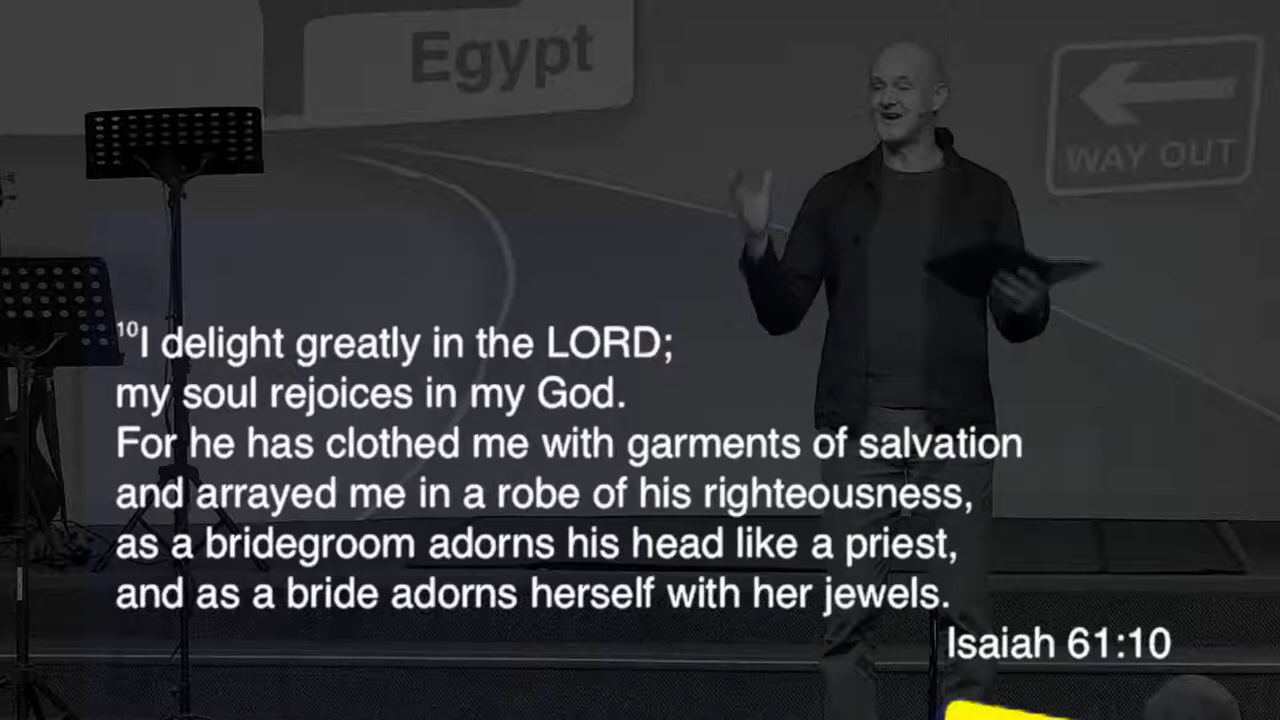 Egypt
WAY OUT
10I delight greatly in the LORD;
my soul rejoices in my God.
For he has clothed me with garments of salvation
and arrayed me in a robe of his righteousness,
as a bridegroom adorns his head like a priest,
and as a bride adorns herself with her jewels.
Isaiah 61:10